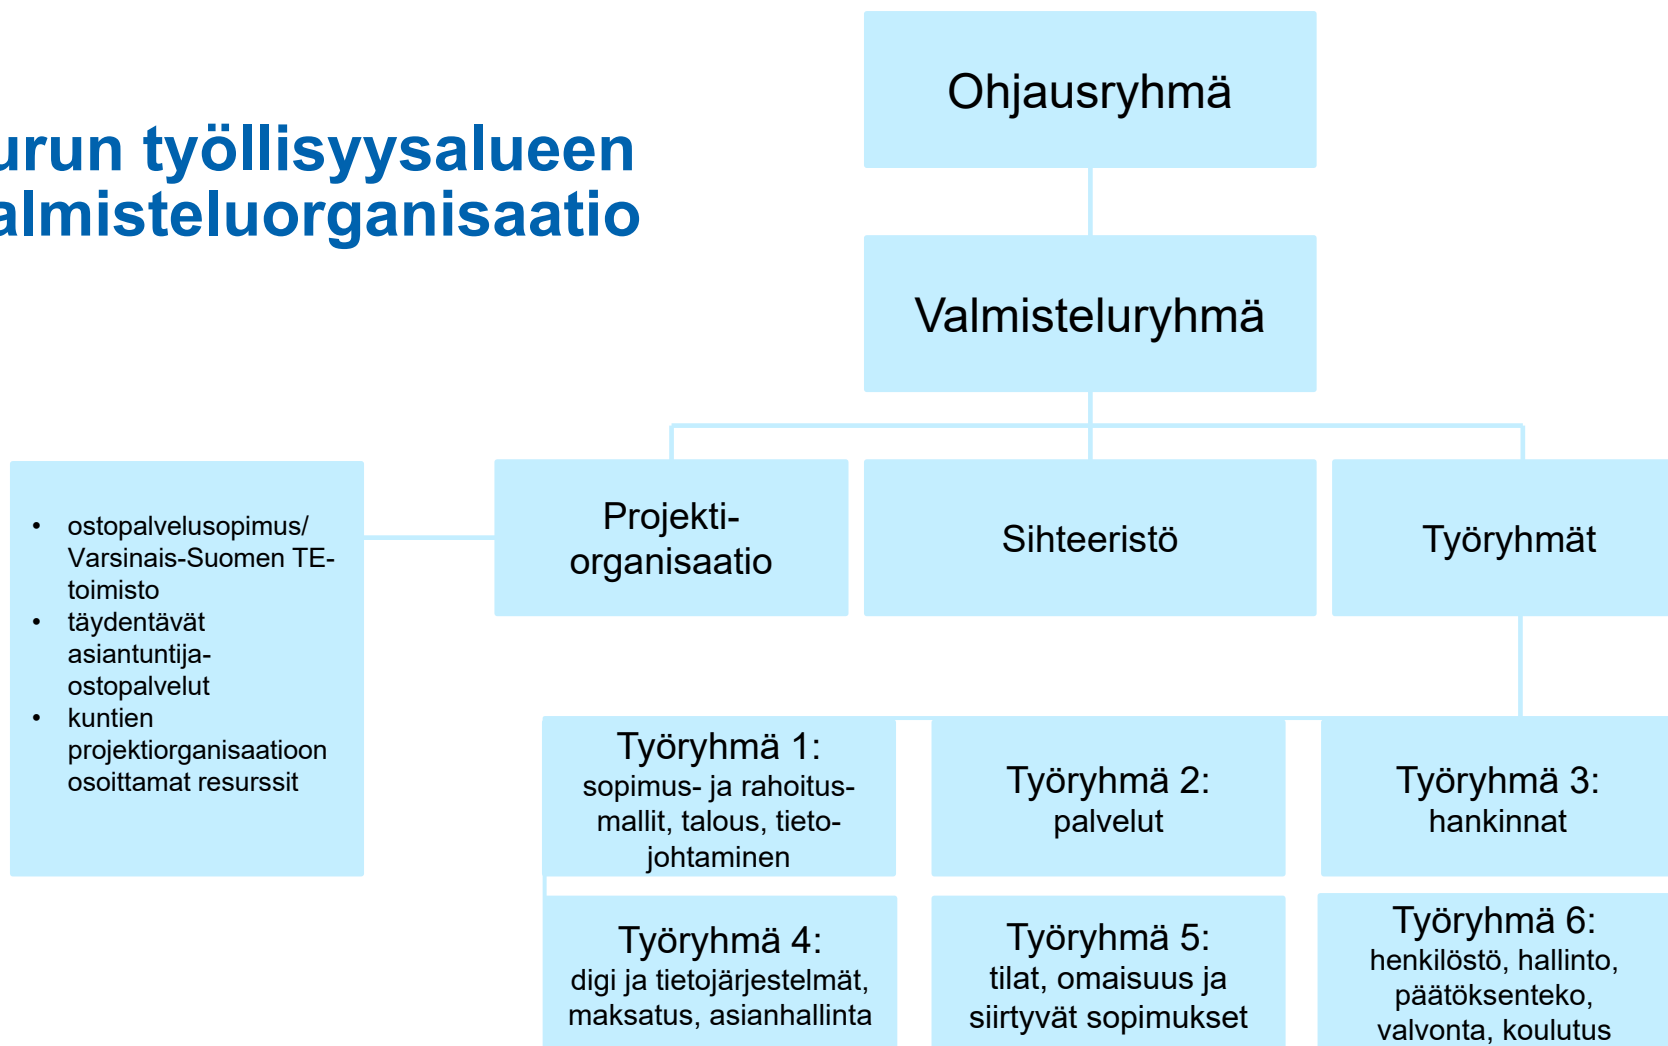 urun työllisyysalueen
almisteluorganisaatio
Ohjausryhmä
Valmisteluryhmä
• ostopalvelusopimus/
Varsinais-Suomen TE-
toimisto
• täydentävät
asiantuntija-
ostopalvelut
• kuntien
projektiorganisaatioon
osoittamat resurssit
Projekti-
organisaatio
Sihteeristö
Työryhmät
Työryhmä 1:
sopimus- ja rahoitus-
mallit, talous, tieto-
johtaminen
Työryhmä 2:
palvelut
Työryhmä 3:
hankinnat
Työryhmä 4:
digi ja tietojärjestelmät,
maksatus, asianhallinta
Työryhmä 5:
tilat, omaisuus ja
siirtyvät sopimukset
Työryhmä 6:
henkilöstö, hallinto,
päätöksenteko,
valvonta, koulutus